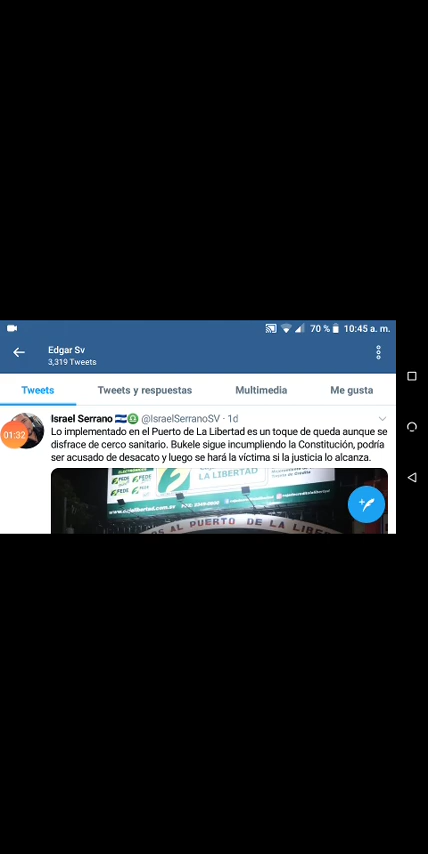 70 % 10:45 a. m.
Edgar Sv
3,319 Tweets
Tweets Tweets y respuestas Multimedia Me gusta
Israel Serrano @IsraelSerranoSV · 1d
01:32
Lo implementado en el Puerto de La Libertad es un toque de queda aunque se
disfrace de cerco sanitario. Bukele sigue incumpliendo la Constitución, podría
ser acusado de desacato y luego se hará la víctima si la justicia lo alcanza.
LA LIBERTAD
FEDE
OS AL PUERTO DE LA LIBER